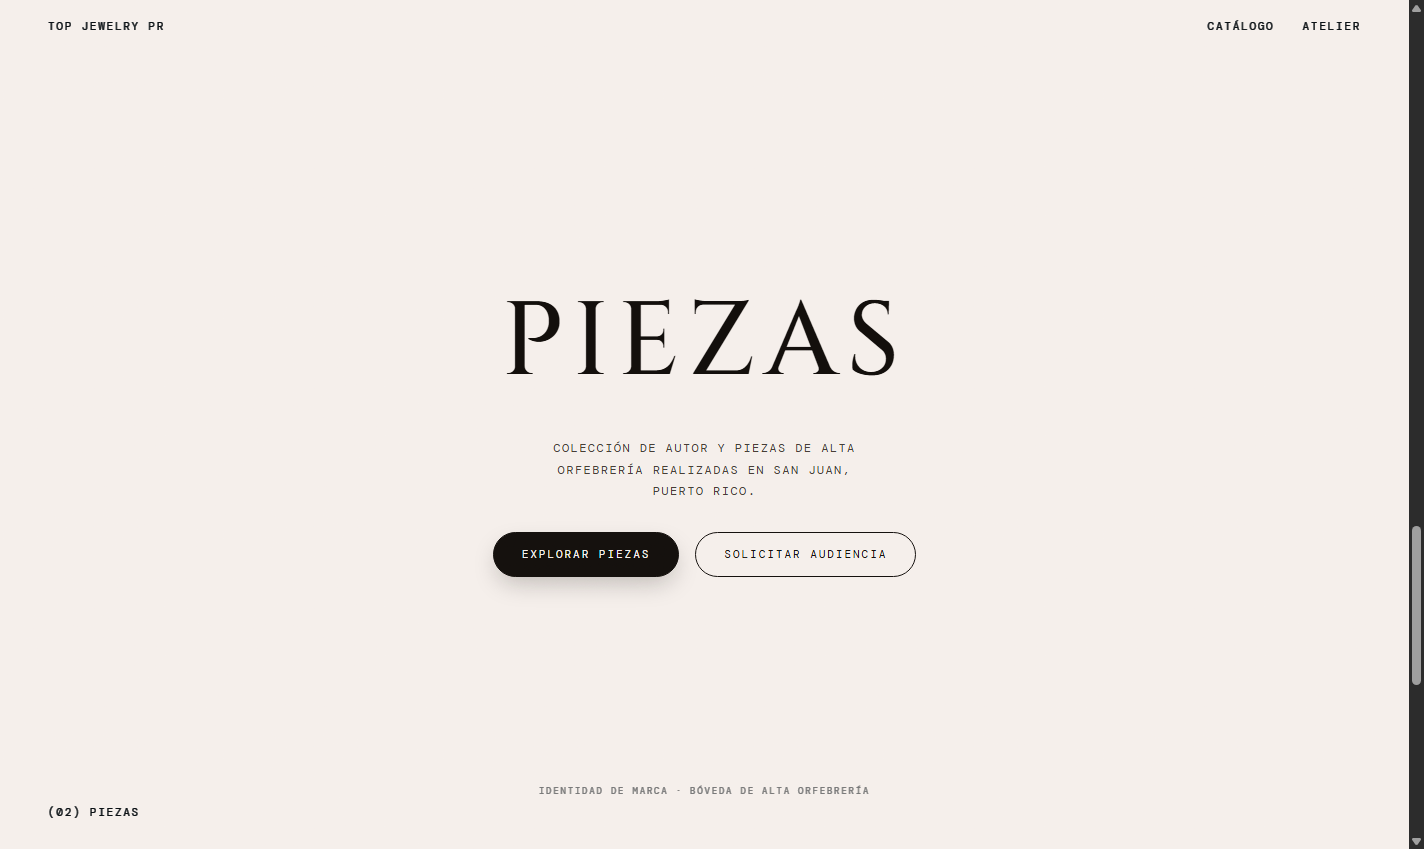 TOP JEWELRY PR
CATÁLOGO
ATELIER
PIEZAS
COLECCIÓN DE AUTOR Y PIEZAS DE ALTA
ORFEBRERÍA REALIZADAS EN SAN JUAN,
PUERTO RICO.
EXPLORAR PIEZAS
SOLICITAR AUDIENCIA
IDENTIDAD DE MARCA · BÓVEDA DE ALTA ORFEBRERÍA
(02) PIEZAS